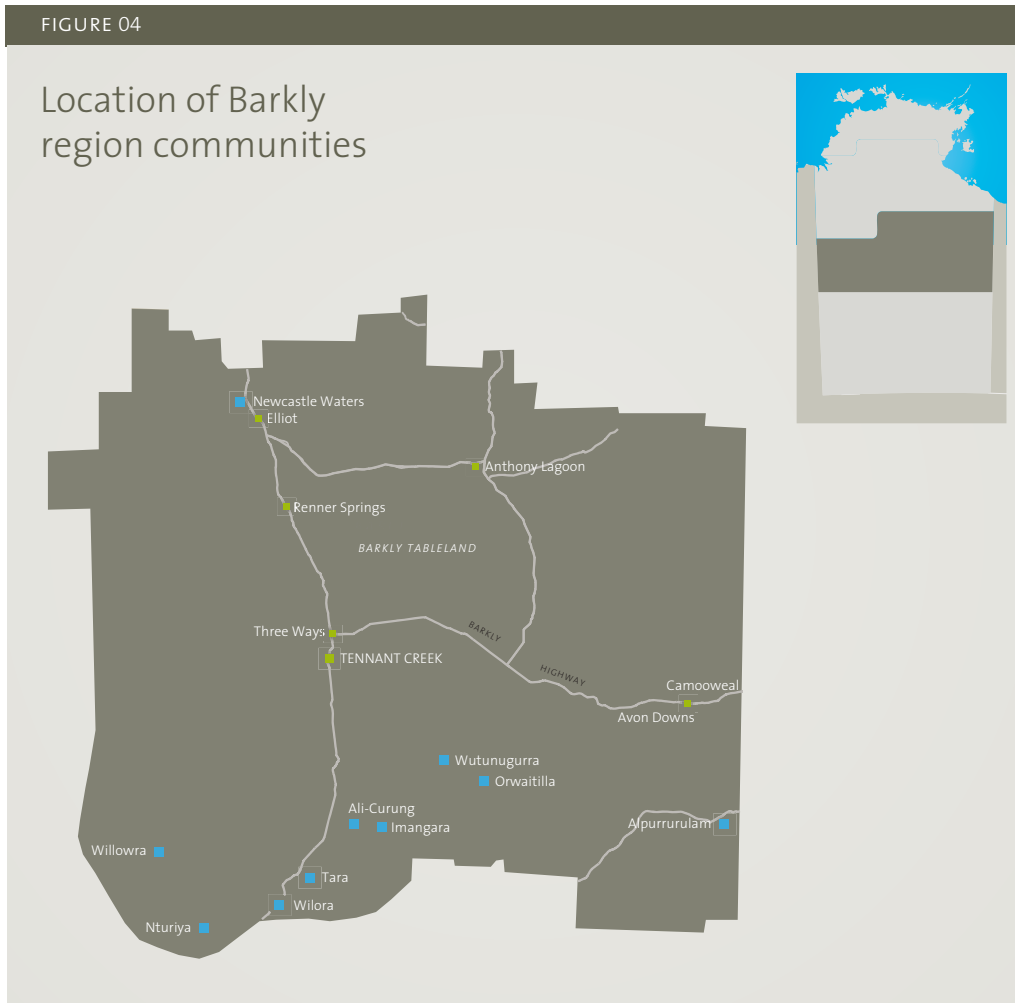 FIGURE 04
Location of Barkly
region communities
Newcastle Waters
Elliot
Anthony Lagoon
Renner Springs
BARKLY TABLELAND
Three Ways
BARKLY
TENNANT CREEK
HIGHWAY
Camooweal
Avon Downs
Wutunugurra
Orwaitilla
Ali-Curung
Imangara
Alpurrurulam
Willowra
Tara
Wilora
Nturiya